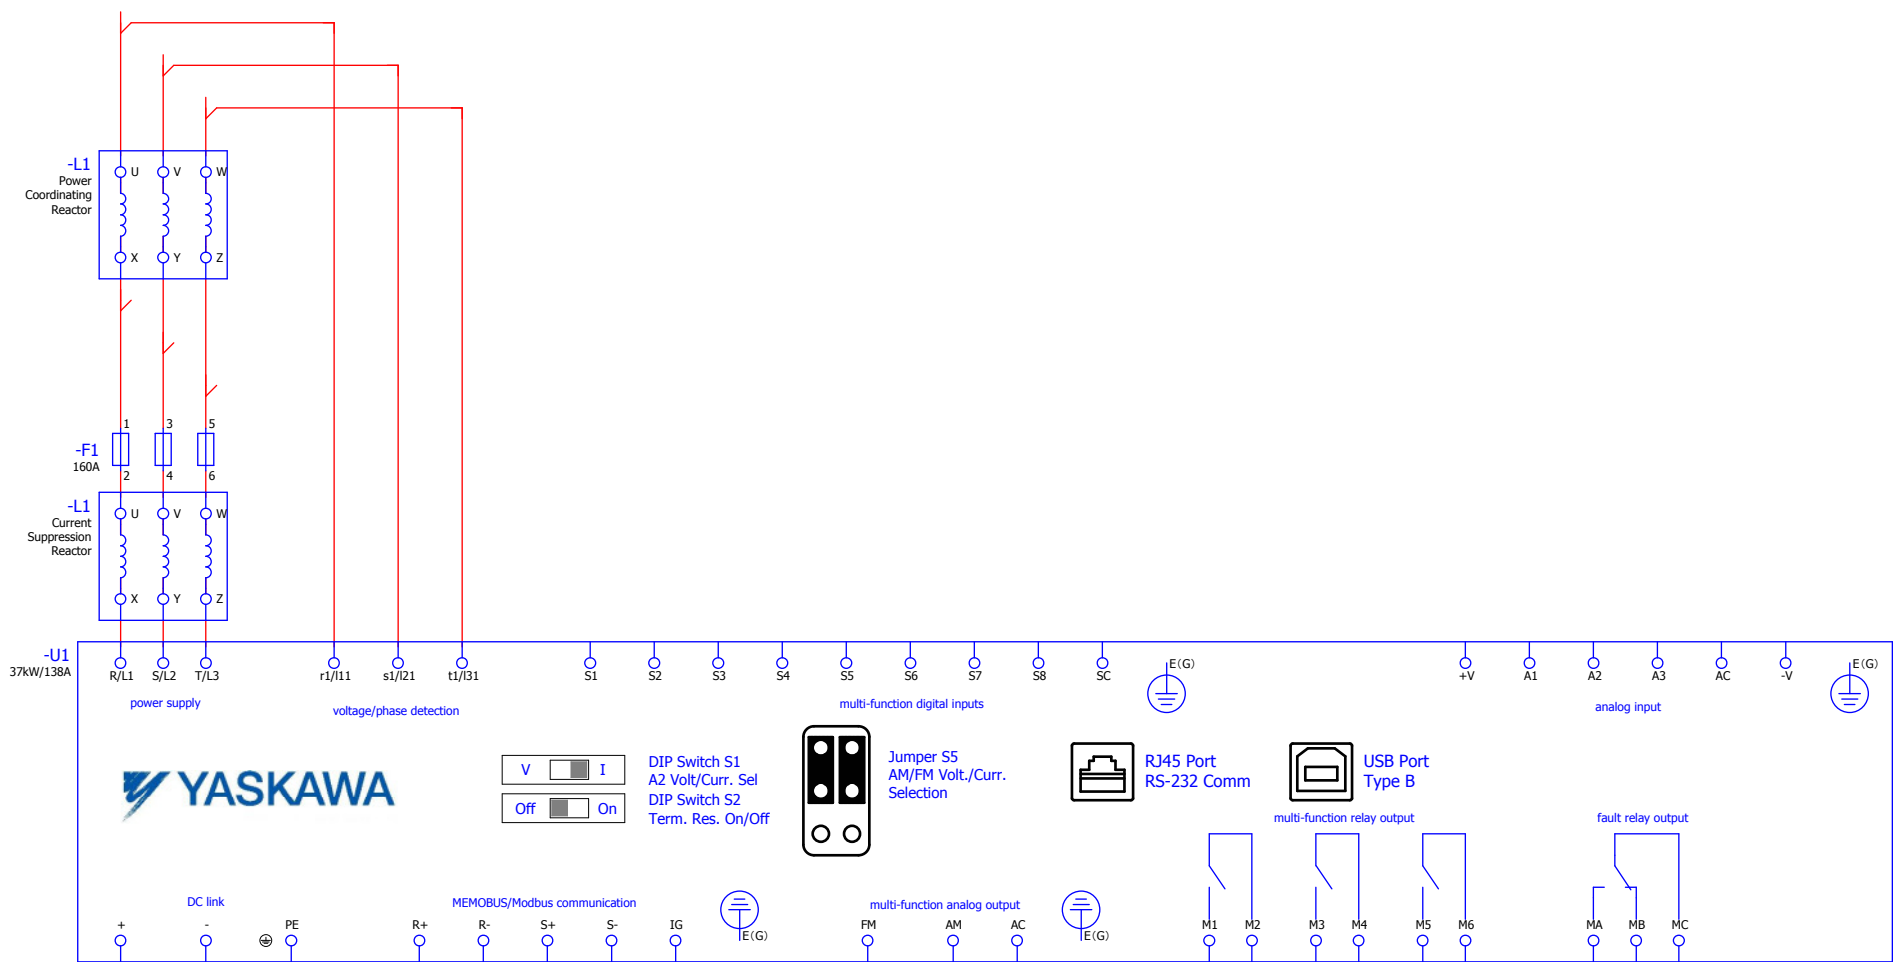 -L1
Power
Coordinating
Reactor
U V W
X Y Z
1 3 5
-F1
160A
2 4 6
-L1
Current
Suppression
Reactor
U V W
X Y Z
-U1
37kW/138A
R/L1 S/L2 T/L3 r1/l11 s1/l21 t1/l31 S1 S2 S3 S4 S5 S6 S7 S8 SC E(G) +V A1 A2 A3 AC -V E(G)
power supply voltage/phase detection multi-function digital inputs analog input
YASKAWA
V I
DIP Switch S1
A2 Volt/Curr. Sel
Off On
DIP Switch S2
Term. Res. On/Off
Jumper S5
AM/FM Volt./Curr.
Selection
RJ45 Port
RS-232 Comm
USB Port
Type B
multi-function relay output fault relay output
DC link MEMOBUS/Modbus communication multi-function analog output
+ - PE R+ R- S+ S- IG E(G) FM AM AC E(G) M1 M2 M3 M4 M5 M6 MA MB MC